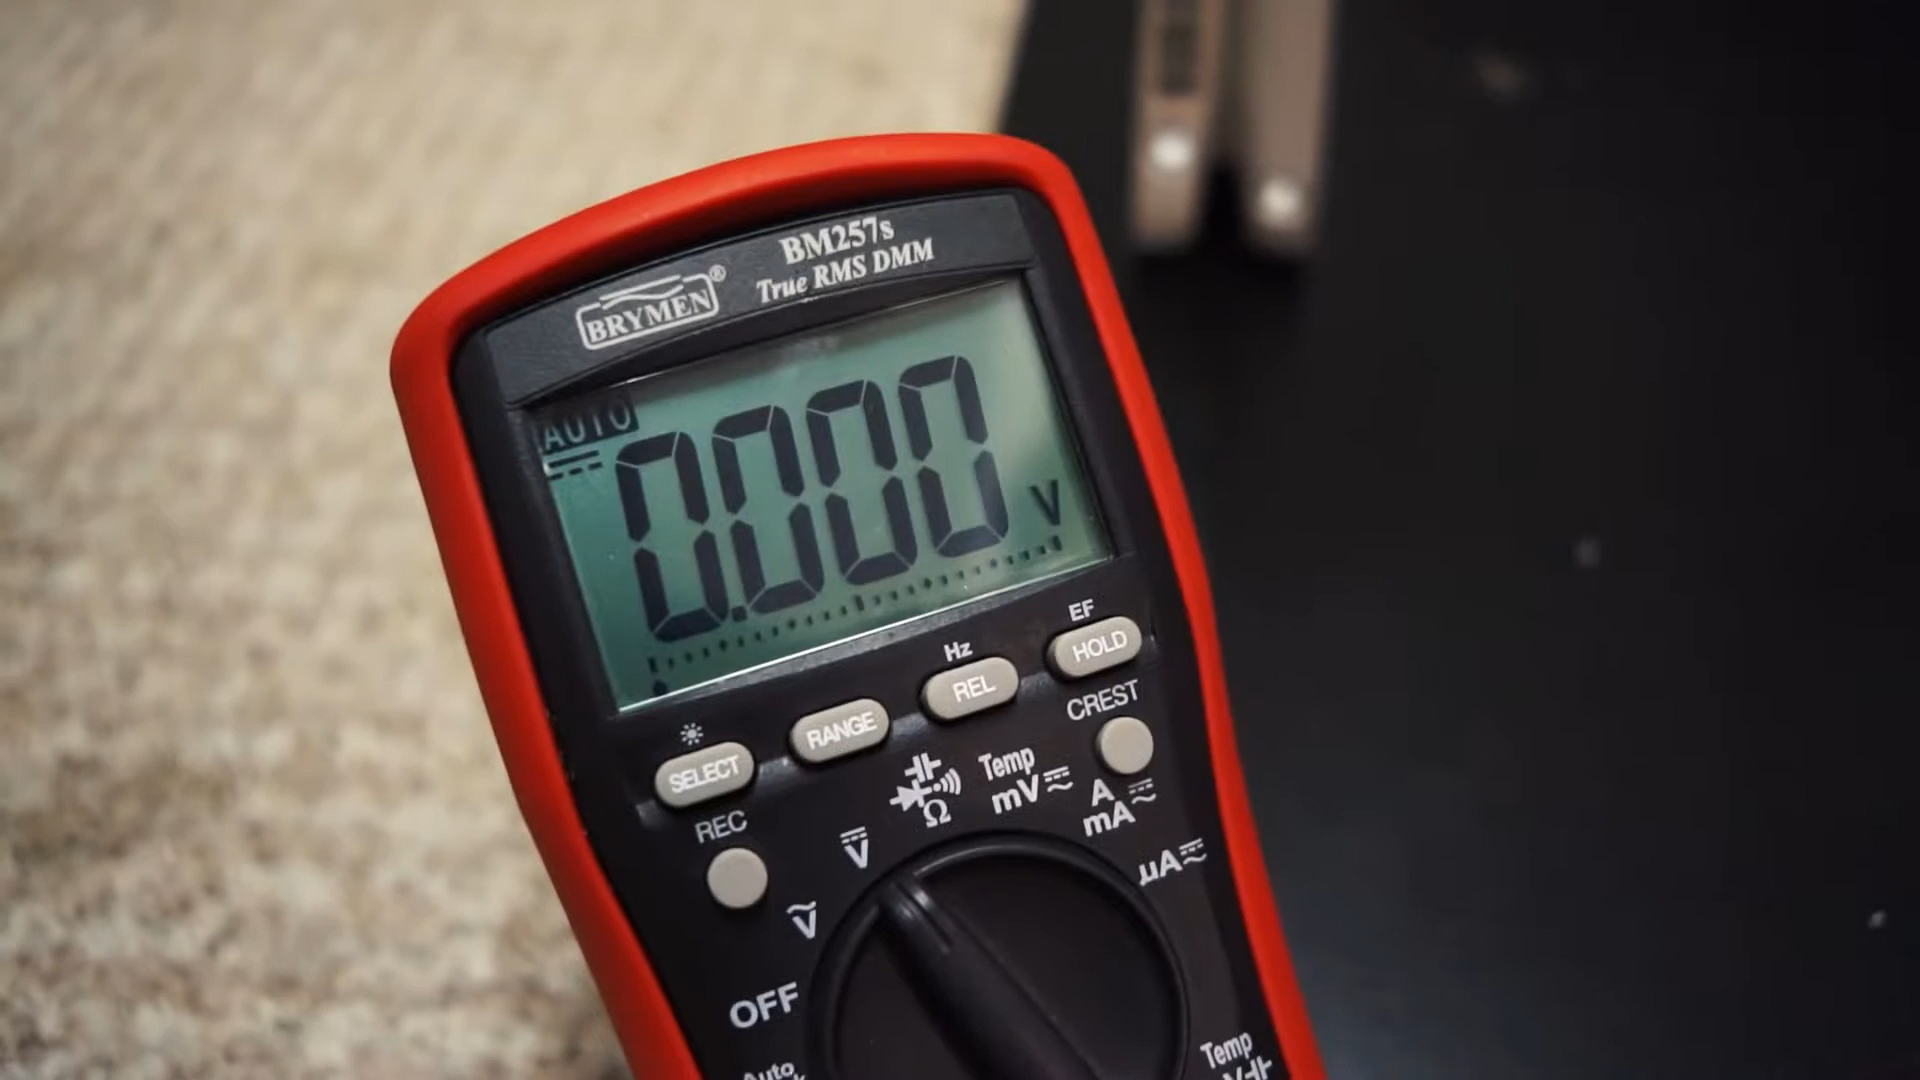 BM257s
BRYMEN®
True RMS DMM
AUTO
0.000 V
EF
Hz
HOLD
REL
CREST
RANGE
SELECT
REC
Temp
mV
A
mA
Ω
V
µA
V
OFF
Auto
Temp